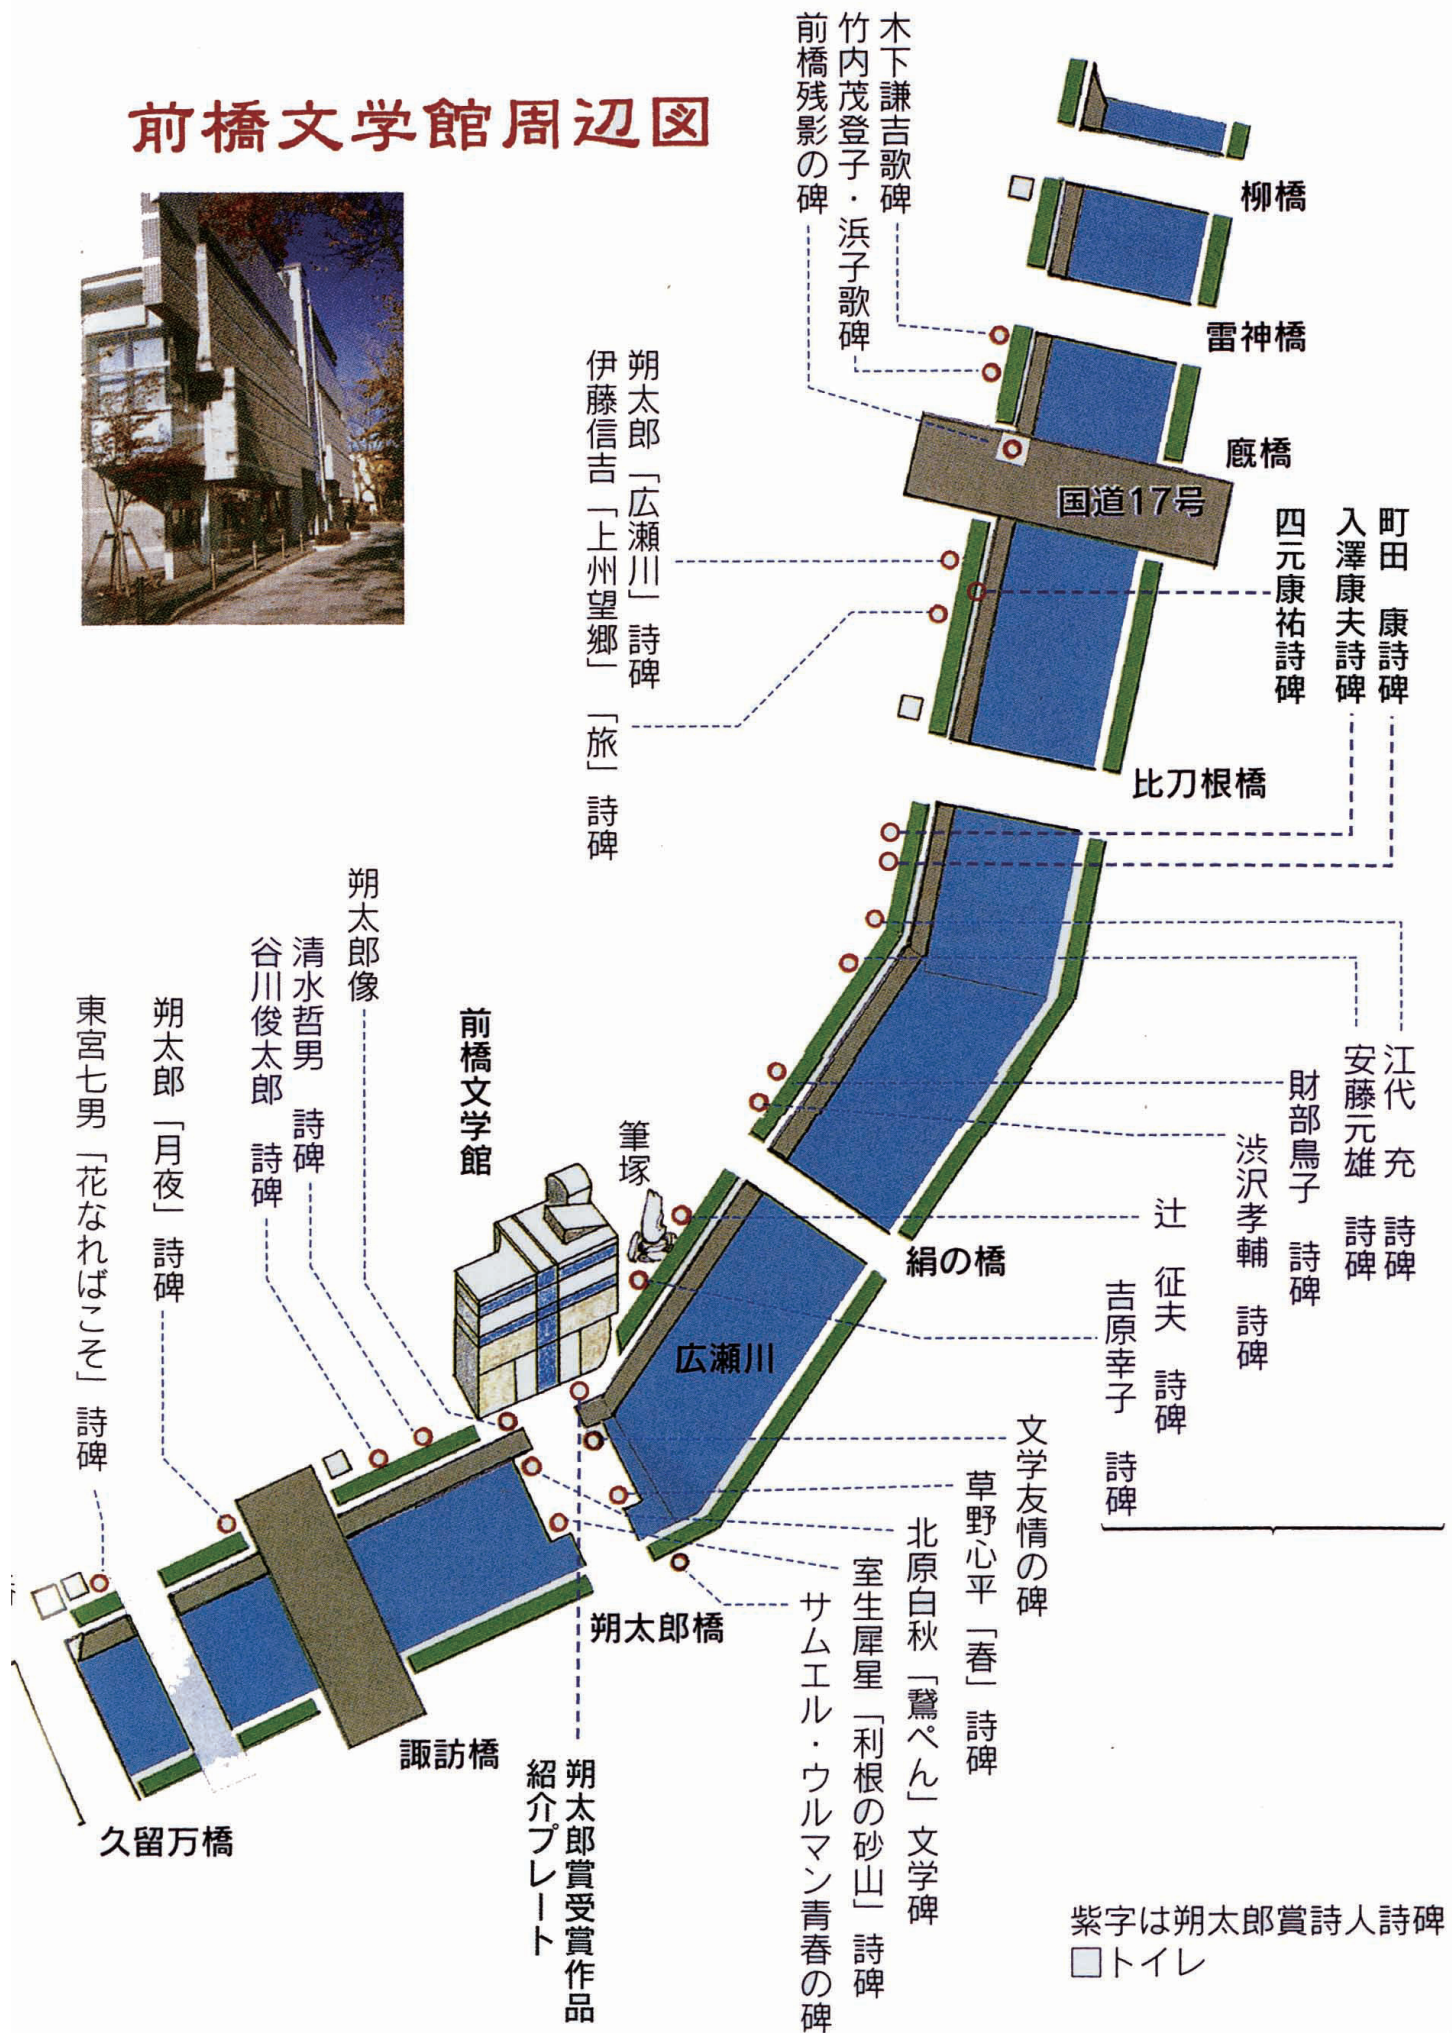 前橋文学館周辺図
木下謙吉歌碑
竹内茂登子・浜子歌碑
前橋残影の碑
柳橋
雷神橋
厩橋
国道17号
朔太郎「広瀬川」詩碑
伊藤信吉「上州望郷」「旅」詩碑
町田　康詩碑
入澤康夫詩碑
四元康祐詩碑
比刀根橋
江代　充　詩碑
安藤元雄　詩碑
財部鳥子　詩碑
渋沢孝輔　詩碑
辻　征夫　詩碑
吉原幸子　詩碑
絹の橋
筆塚
前橋文学館
広瀬川
朔太郎像
清水哲男　詩碑
谷川俊太郎　詩碑
朔太郎「月夜」詩碑
東宮七男「花なればこそ」詩碑
文学友情の碑
草野心平「春」詩碑
北原白秋「鵞ぺん」文学碑
室生犀星「利根の砂山」詩碑
サムエル・ウルマン青春の碑
朔太郎橋
諏訪橋
久留万橋
朔太郎賞受賞作品
紹介プレート
紫字は朔太郎賞詩人詩碑
□トイレ